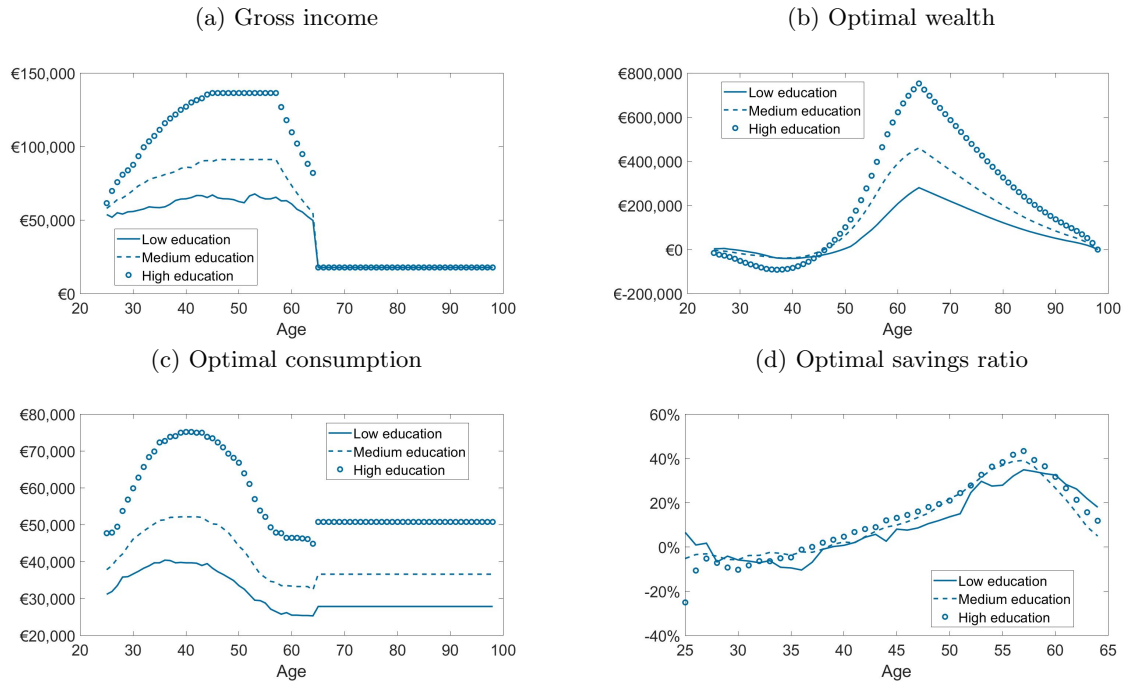 (a) Gross income
€150,000
€100,000
€50,000
€0
Low education
Medium education
High education
20 30 40 50 60 70 80 90 100
Age
(b) Optimal wealth
€800,000
€600,000
€400,000
€200,000
€0
€-200,000
Low education
Medium education
High education
20 30 40 50 60 70 80 90 100
Age
(c) Optimal consumption
€80,000
€70,000
€60,000
€50,000
€40,000
€30,000
€20,000
Low education
Medium education
High education
20 30 40 50 60 70 80 90 100
Age
(d) Optimal savings ratio
60%
40%
20%
0%
-20%
-40%
Low education
Medium education
High education
25 35 45 55 65 35 45 55 65
Age